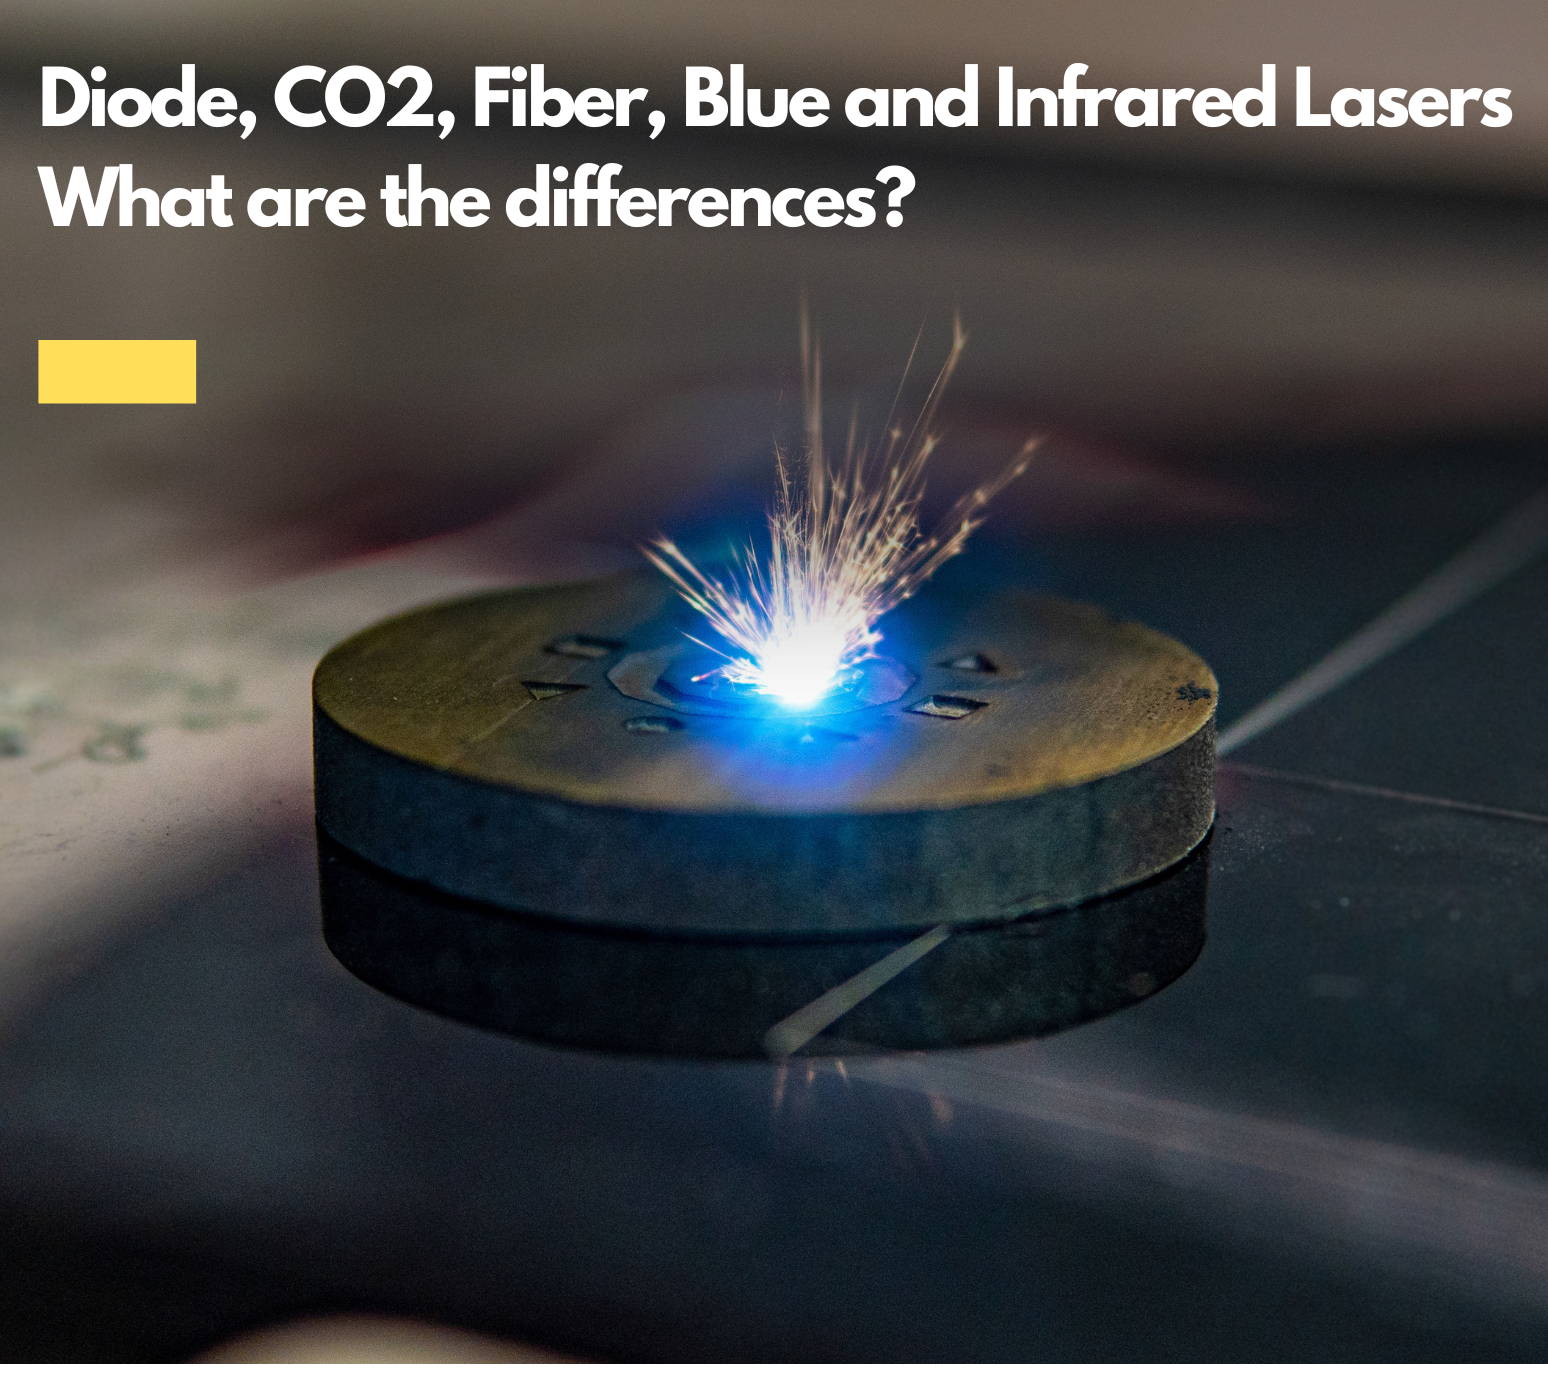 Diode, CO2, Fiber, Blue and Infrared Lasers
What are the differences?